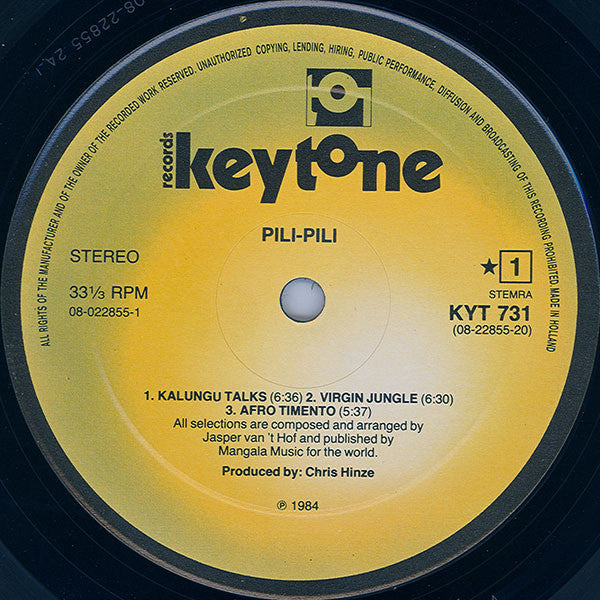 08-22855 2A.1
ALL RIGHTS OF THE MANUFACTURER AND OF THE OWNER OF THE RECORDED WORK RESERVED. UNAUTHORIZED COPYING, LENDING, HIRING, PUBLIC PERFORMANCE, DIFFUSION AND BROADCASTING OF THIS RECORDING PROHIBITED. MADE IN HOLLAND
records
keytone
PILI-PILI
STEREO
33⅓ RPM
08-022855-1
★ 1
STEMRA
KYT 731
(08-22855-20)
1. KALUNGU TALKS (6:36) 2. VIRGIN JUNGLE (6:30)
3. AFRO TIMENTO (5:37)
All selections are composed and arranged by
Jasper van 't Hof and published by
Mangala Music for the world.
Produced by: Chris Hinze
℗ 1984